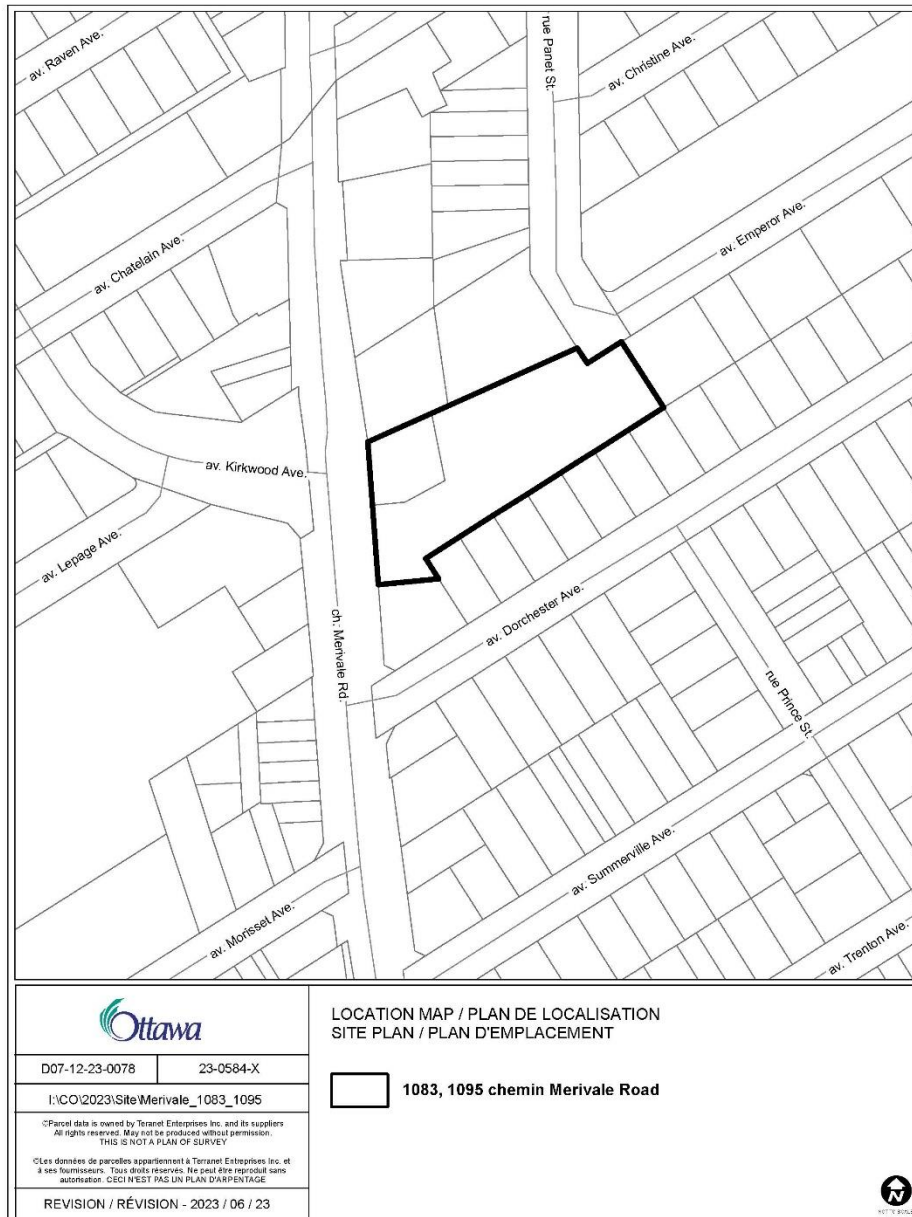 av. Raven Ave.
rue Panet St.
av. Christine Ave.
av. Chatelain Ave.
av. Emperor Ave.
av. Kirkwood Ave.
av. Lepage Ave.
ch. Merivale Rd.
av. Dorchester Ave.
rue Prince St.
av. Summerville Ave.
av. Morisset Ave.
av. Trenton Ave.
Ottawa
D07-12-23-0078
23-0584-X
I:\CO\2023\Site\Merivale_1083_1095
©Parcel data is owned by Teranet Enterprises Inc. and its suppliers
All rights reserved. May not be produced without permission.
THIS IS NOT A PLAN OF SURVEY
©Les données de parcelles appartiennent à Terranet Entreprises Inc. et
à ses fournisseurs. Tous droits réservés. Ne peut être reproduit sans
autorisation. CECI N'EST PAS UN PLAN D'ARPENTAGE
REVISION / RÉVISION - 2023 / 06 / 23
LOCATION MAP / PLAN DE LOCALISATION
SITE PLAN / PLAN D'EMPLACEMENT
1083, 1095 chemin Merivale Road
N
NOT TO SCALE